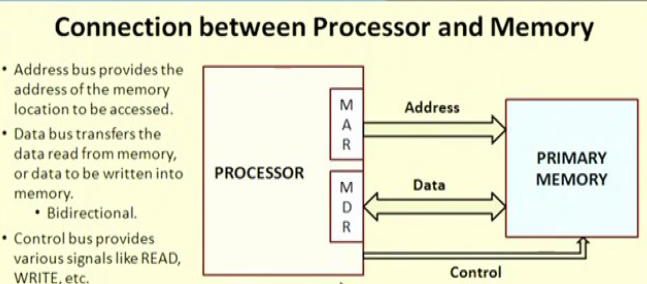 Connection between Processor and Memory
• Address bus provides the
address of the memory
location to be accessed.
• Data bus transfers the
data read from memory,
or data to be written into
memory.
• Bidirectional.
• Control bus provides
various signals like READ,
WRITE, etc.
PROCESSOR
M
A
R
M
D
R
Address
Data
Control
PRIMARY
MEMORY